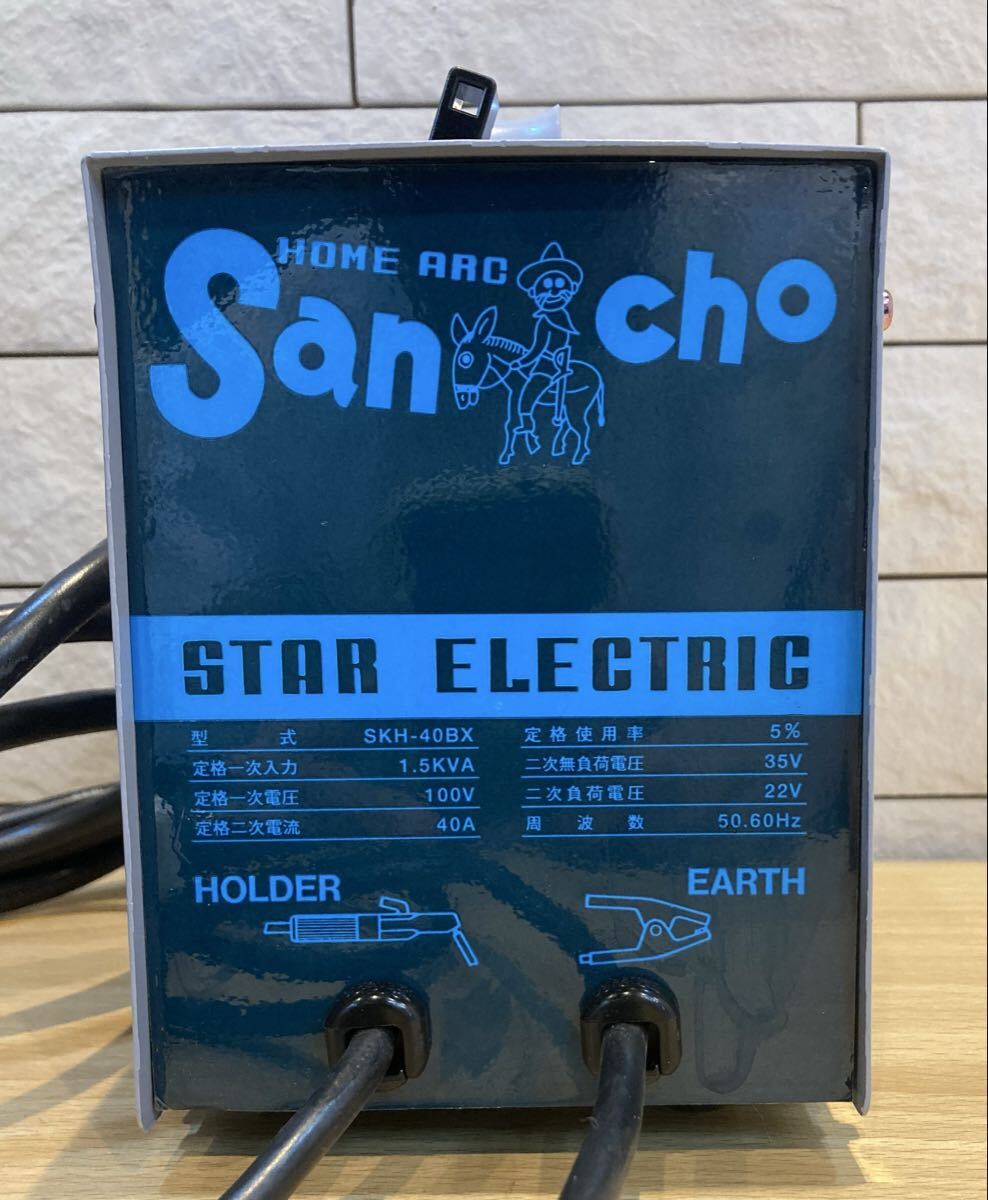 HOME ARC
Sancho
STAR ELECTRIC
型式 SKH-40BX
定格一次入力 1.5KVA
定格一次電圧 100V
定格二次電流 40A
定格使用率 5%
二次無負荷電圧 35V
二次負荷電圧 22V
周波数 50.60Hz
HOLDER
EARTH